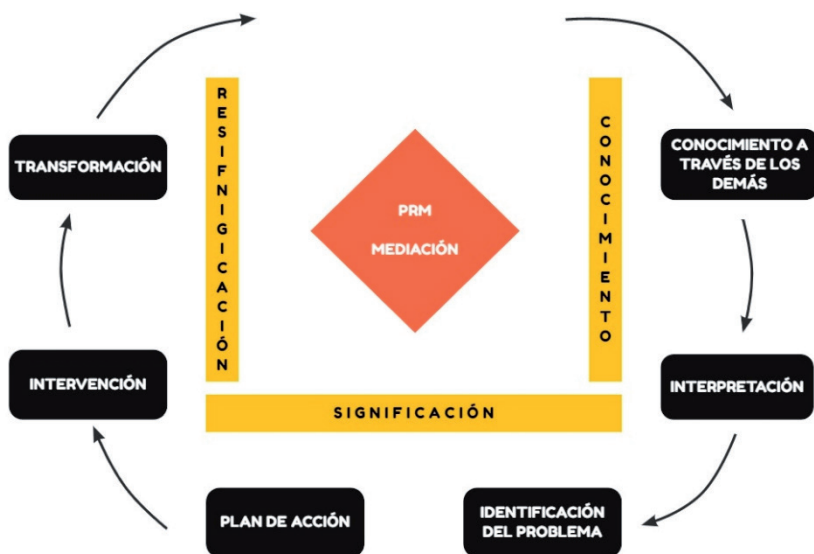 TRANSFORMACIÓN
RESIFNIGICACIÓN
PRM
MEDIACIÓN
CONOCIMIENTO
CONOCIMIENTO A
TRAVÉS DE LOS
DEMÁS
INTERVENCIÓN
INTERPRETACIÓN
SIGNIFICACIÓN
PLAN DE ACCIÓN
IDENTIFICACIÓN
DEL PROBLEMA